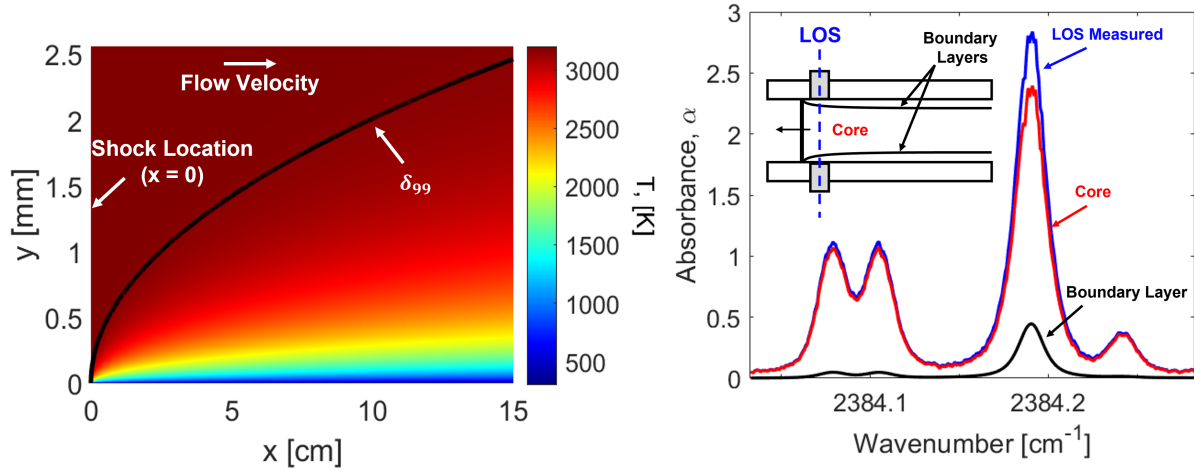 2.5
2
1.5
1
0.5
0
y [mm]
0
5
10
15
x [cm]
Flow Velocity
Shock Location
(x = 0)
δ99
3000
2500
2000
1500
1000
500
T, [K]
3
2.5
2
1.5
1
0.5
0
Absorbance, α
2384.1
2384.2
Wavenumber [cm-1]
LOS
Boundary
Layers
Core
LOS Measured
Core
Boundary Layer